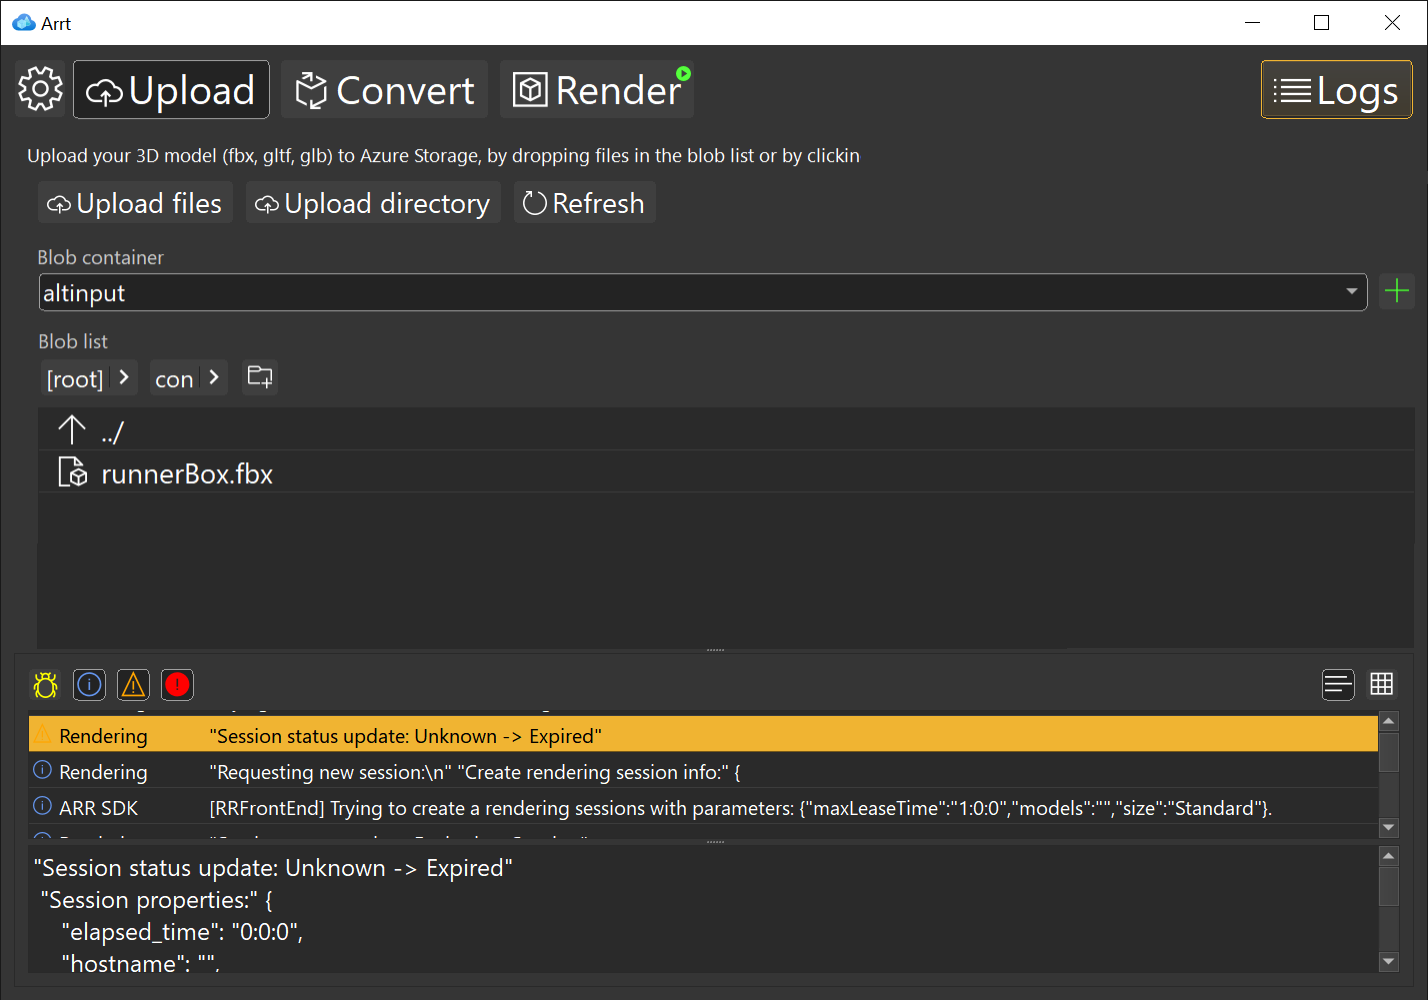 Arrt
Upload
Convert
Render
Logs
Upload your 3D model (fbx, gltf, glb) to Azure Storage, by dropping files in the blob list or by clickin
Upload files
Upload directory
Refresh
Blob container
altinput
Blob list
[root]
con
../
runnerBox.fbx
Rendering "Session status update: Unknown -> Expired"
Rendering "Requesting new session:\n" "Create rendering session info:" {
ARR SDK [RRFrontEnd] Trying to create a rendering sessions with parameters: {"maxLeaseTime":"1:0:0","models":"","size":"Standard"}.
"Session status update: Unknown -> Expired"
"Session properties:" {
"elapsed_time": "0:0:0",
"hostname": "",